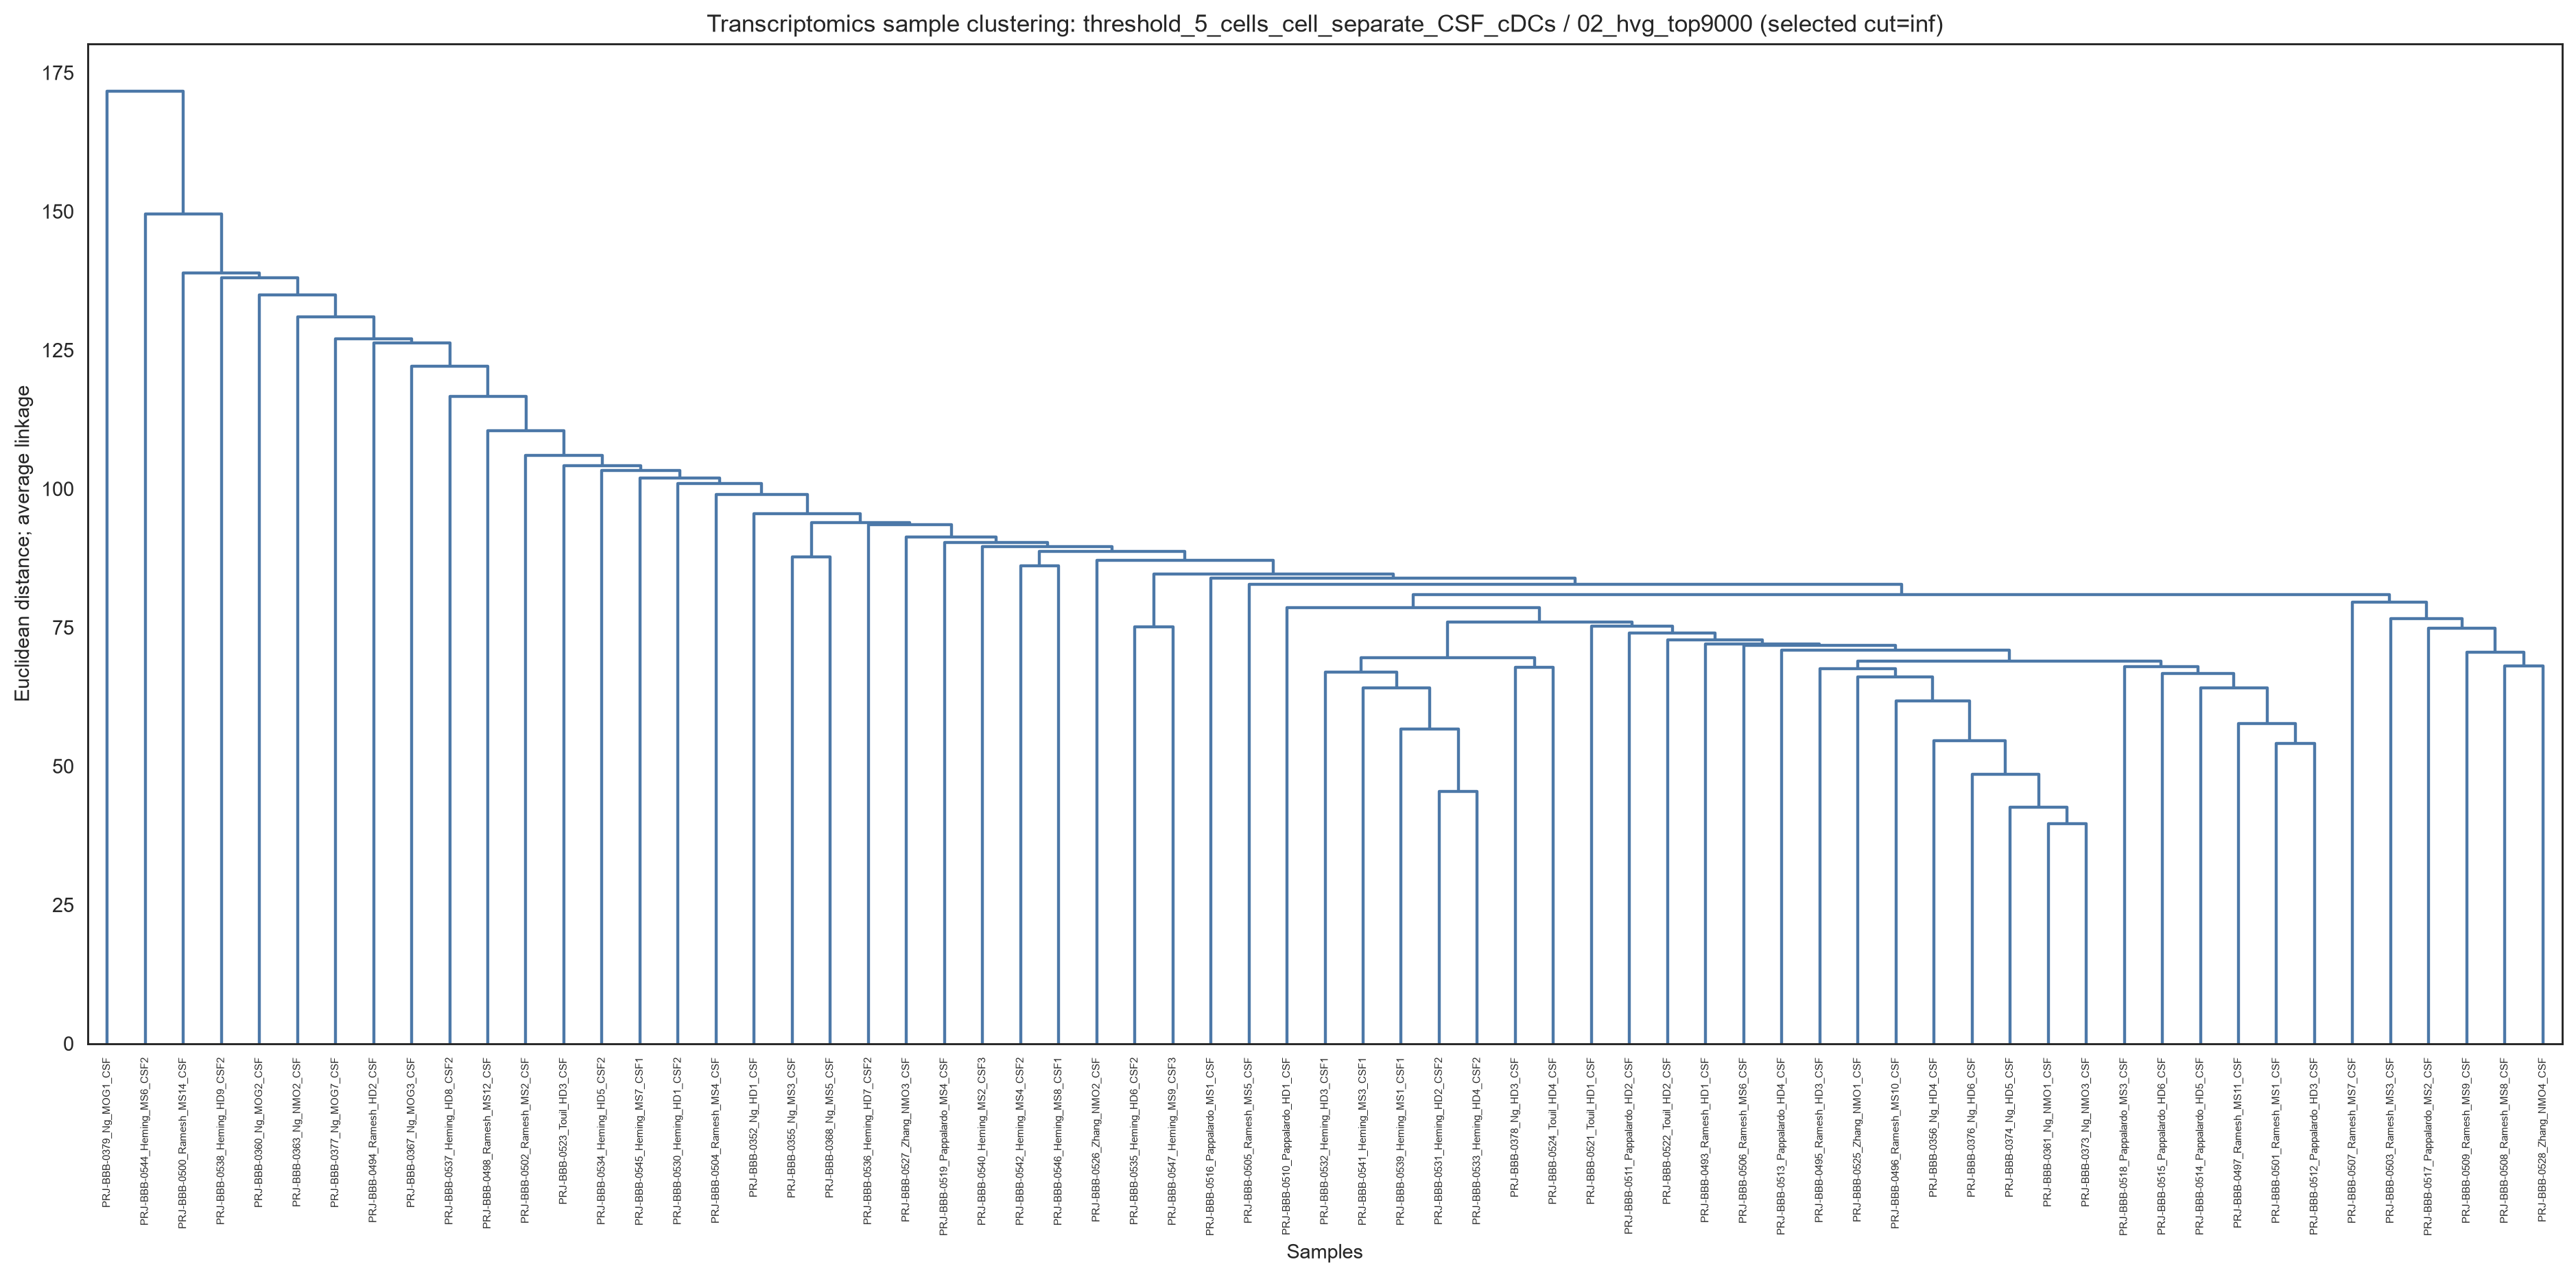 Transcriptomics sample clustering: threshold_5_cells_cell_separate_CSF_cDCs / 02_hvg_top9000 (selected cut=inf)
Euclidean distance; average linkage
175
150
125
100
75
50
25
0
PRJ-BBB-0379_Ng_MOG1_CSF
PRJ-BBB-0544_Heming_MS6_CSF2
PRJ-BBB-0500_Ramesh_MS14_CSF
PRJ-BBB-0538_Heming_HD9_CSF2
PRJ-BBB-0360_Ng_MOG2_CSF
PRJ-BBB-0363_Ng_NMO2_CSF
PRJ-BBB-0377_Ng_MOG7_CSF
PRJ-BBB-0494_Ramesh_HD2_CSF
PRJ-BBB-0367_Ng_MOG3_CSF
PRJ-BBB-0537_Heming_HD8_CSF2
PRJ-BBB-0498_Ramesh_MS12_CSF
PRJ-BBB-0502_Ramesh_MS2_CSF
PRJ-BBB-0523_Touil_HD3_CSF
PRJ-BBB-0534_Heming_HD5_CSF2
PRJ-BBB-0545_Heming_MS7_CSF1
PRJ-BBB-0530_Heming_HD1_CSF2
PRJ-BBB-0504_Ramesh_MS4_CSF
PRJ-BBB-0352_Ng_HD1_CSF
PRJ-BBB-0355_Ng_MS3_CSF
PRJ-BBB-0368_Ng_MS5_CSF
PRJ-BBB-0536_Heming_HD7_CSF2
PRJ-BBB-0527_Zhang_NMO3_CSF
PRJ-BBB-0519_Pappalardo_MS4_CSF
PRJ-BBB-0540_Heming_MS2_CSF3
PRJ-BBB-0542_Heming_MS4_CSF2
PRJ-BBB-0546_Heming_MS8_CSF1
PRJ-BBB-0526_Zhang_NMO2_CSF
PRJ-BBB-0535_Heming_HD6_CSF2
PRJ-BBB-0547_Heming_MS9_CSF3
PRJ-BBB-0516_Pappalardo_MS1_CSF
PRJ-BBB-0505_Ramesh_MS5_CSF
PRJ-BBB-0510_Pappalardo_HD1_CSF
PRJ-BBB-0532_Heming_HD3_CSF1
PRJ-BBB-0541_Heming_MS3_CSF1
PRJ-BBB-0539_Heming_MS1_CSF1
PRJ-BBB-0531_Heming_HD2_CSF2
PRJ-BBB-0533_Heming_HD4_CSF2
PRJ-BBB-0378_Ng_HD3_CSF
PRJ-BBB-0524_Touil_HD4_CSF
PRJ-BBB-0521_Touil_HD1_CSF
PRJ-BBB-0511_Pappalardo_HD2_CSF
PRJ-BBB-0522_Touil_HD2_CSF
PRJ-BBB-0493_Ramesh_HD1_CSF
PRJ-BBB-0506_Ramesh_MS6_CSF
PRJ-BBB-0513_Pappalardo_HD4_CSF
PRJ-BBB-0495_Ramesh_HD3_CSF
PRJ-BBB-0525_Zhang_NMO1_CSF
PRJ-BBB-0496_Ramesh_MS10_CSF
PRJ-BBB-0356_Ng_HD4_CSF
PRJ-BBB-0376_Ng_HD6_CSF
PRJ-BBB-0374_Ng_HD5_CSF
PRJ-BBB-0361_Ng_NMO1_CSF
PRJ-BBB-0373_Ng_NMO3_CSF
PRJ-BBB-0518_Pappalardo_MS3_CSF
PRJ-BBB-0515_Pappalardo_HD6_CSF
PRJ-BBB-0514_Pappalardo_HD5_CSF
PRJ-BBB-0497_Ramesh_MS11_CSF
PRJ-BBB-0501_Ramesh_MS1_CSF
PRJ-BBB-0512_Pappalardo_HD3_CSF
PRJ-BBB-0507_Ramesh_MS7_CSF
PRJ-BBB-0503_Ramesh_MS3_CSF
PRJ-BBB-0517_Pappalardo_MS2_CSF
PRJ-BBB-0509_Ramesh_MS9_CSF
PRJ-BBB-0508_Ramesh_MS8_CSF
PRJ-BBB-0528_Zhang_NMO4_CSF
Samples